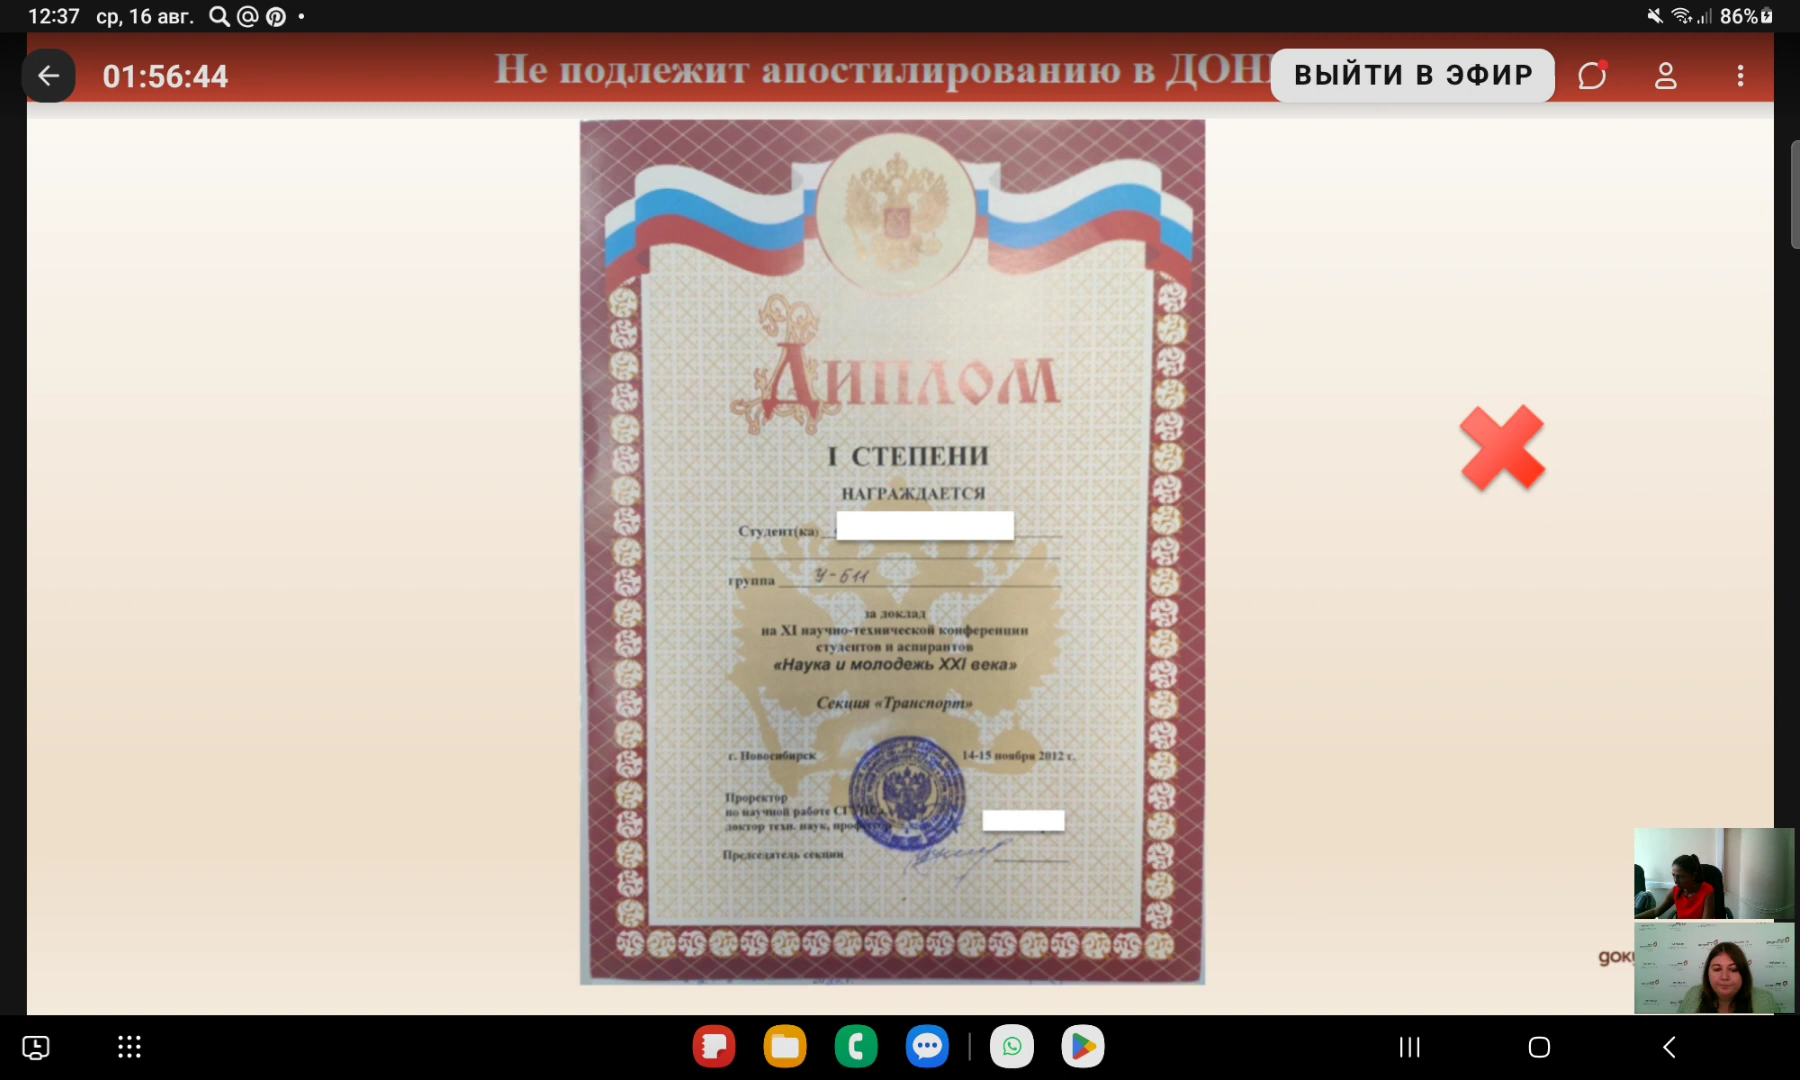 12:37 ср, 16 авг.
86%
01:56:44
Не подлежит апостилированию в ДОН
ВЫЙТИ В ЭФИР
Диплом
I СТЕПЕНИ
НАГРАЖДАЕТСЯ
Студент(ка)
группа У-511
за доклад
на XI научно-технической конференции
студентов и аспирантов
«Наука и молодежь XXI века»
Секция «Транспорт»
г. Новосибирск 14-15 ноября 2012 г.
Проректор
по научной работе
доктор техн. наук, профессор
Председатель секции